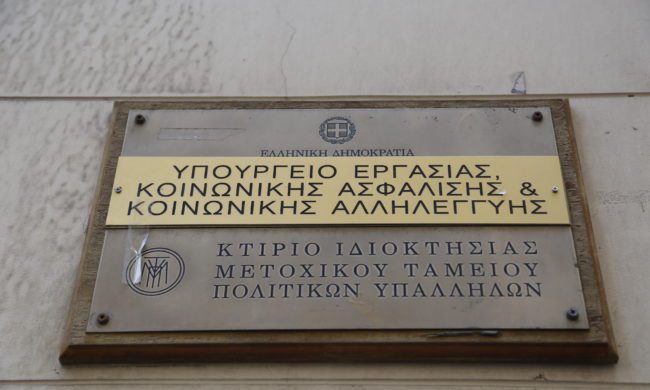 ΕΛΛΗΝΙΚΗ ΔΗΜΟΚΡΑΤΙΑ
ΥΠΟΥΡΓΕΙΟ ΕΡΓΑΣΙΑΣ,
ΚΟΙΝΩΝΙΚΗΣ ΑΣΦΑΛΙΣΗΣ &
ΚΟΙΝΩΝΙΚΗΣ ΑΛΛΗΛΕΓΓΥΗΣ
ΚΤΙΡΙΟ ΙΔΙΟΚΤΗΣΙΑΣ
ΜΕΤΟΧΙΚΟΥ ΤΑΜΕΙΟΥ
ΠΟΛΙΤΙΚΩΝ ΥΠΑΛΛΗΛΩΝ